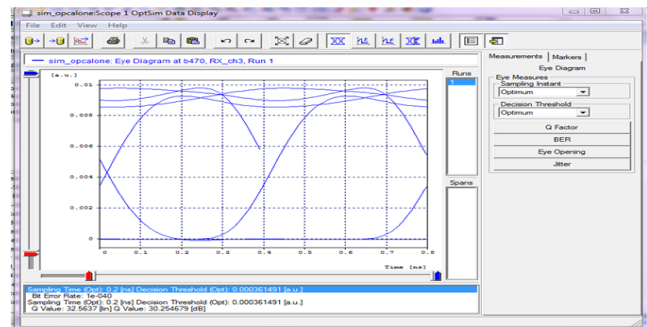 sim_opcalone:Scope 1 OptSim Data Display
File Edit View Help
sim_opcalone: Eye Diagram at b470, RX_ch3, Run 1
Runs
1
Spans
[a.u.]
0.01
0.008
0.006
0.004
0.002
0
0 0.1 0.2 0.3 0.4 0.5 0.6 0.7 0.8
Time [ns]
Measurements Markers
Eye Diagram
Eye Measures
Sampling Instant
Optimum
Decision Threshold
Optimum
Q Factor
BER
Eye Opening
Jitter
Sampling Time (Opt): 0.2 [ns] Decision Threshold (Opt): 0.000361491 [a.u.]
Bit Error Rate: 1e-040
Sampling Time (Opt): 0.2 [ns] Decision Threshold (Opt): 0.000361491 [a.u.]
Q Value: 32.5637 [lin] Q Value: 30.254679 [dB]